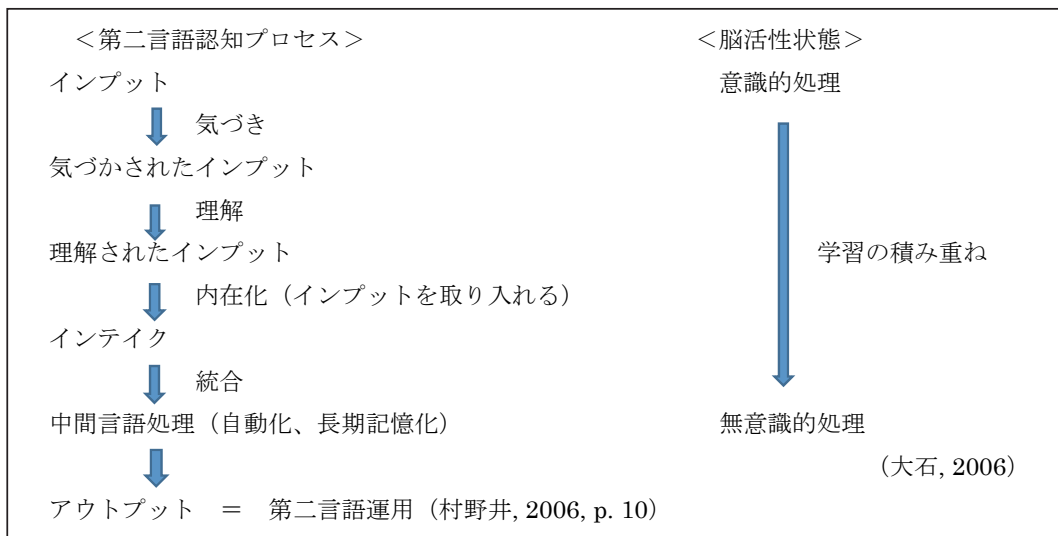 ＜第二言語認知プロセス＞ ＜脳活性状態＞
インプット 意識的処理
気づき
気づかされたインプット
理解
理解されたインプット 学習の積み重ね
内在化（インプットを取り入れる）
インテイク
統合
中間言語処理（自動化、長期記憶化） 無意識的処理
（大石, 2006）
アウトプット ＝ 第二言語運用（村野井, 2006, p. 10）